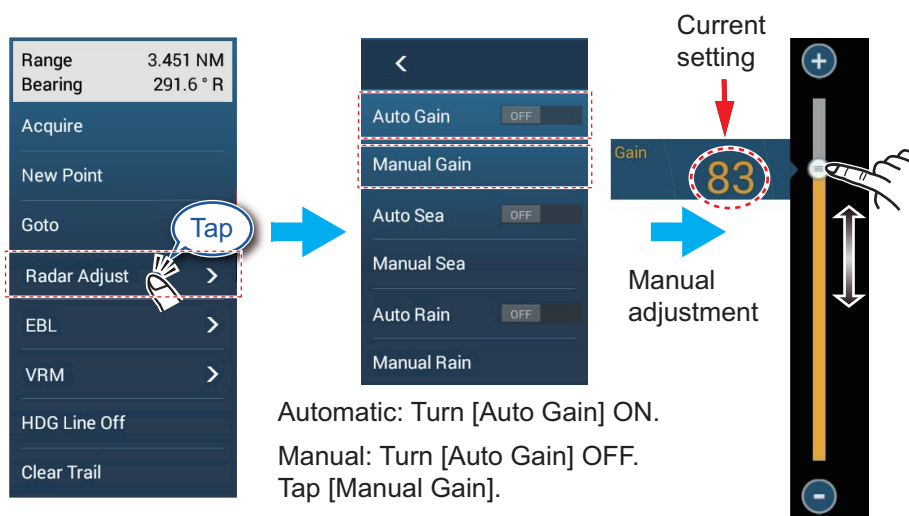 Range 3.451 NM
Bearing 291.6 ° R
Acquire
New Point
Goto
Tap
Radar Adjust >
EBL >
VRM >
HDG Line Off
Clear Trail
<
Auto Gain OFF
Manual Gain
Auto Sea OFF
Manual Sea
Auto Rain OFF
Manual Rain
Current
setting
Gain
83
Manual
adjustment
+
-
Automatic: Turn [Auto Gain] ON.
Manual: Turn [Auto Gain] OFF.
Tap [Manual Gain].